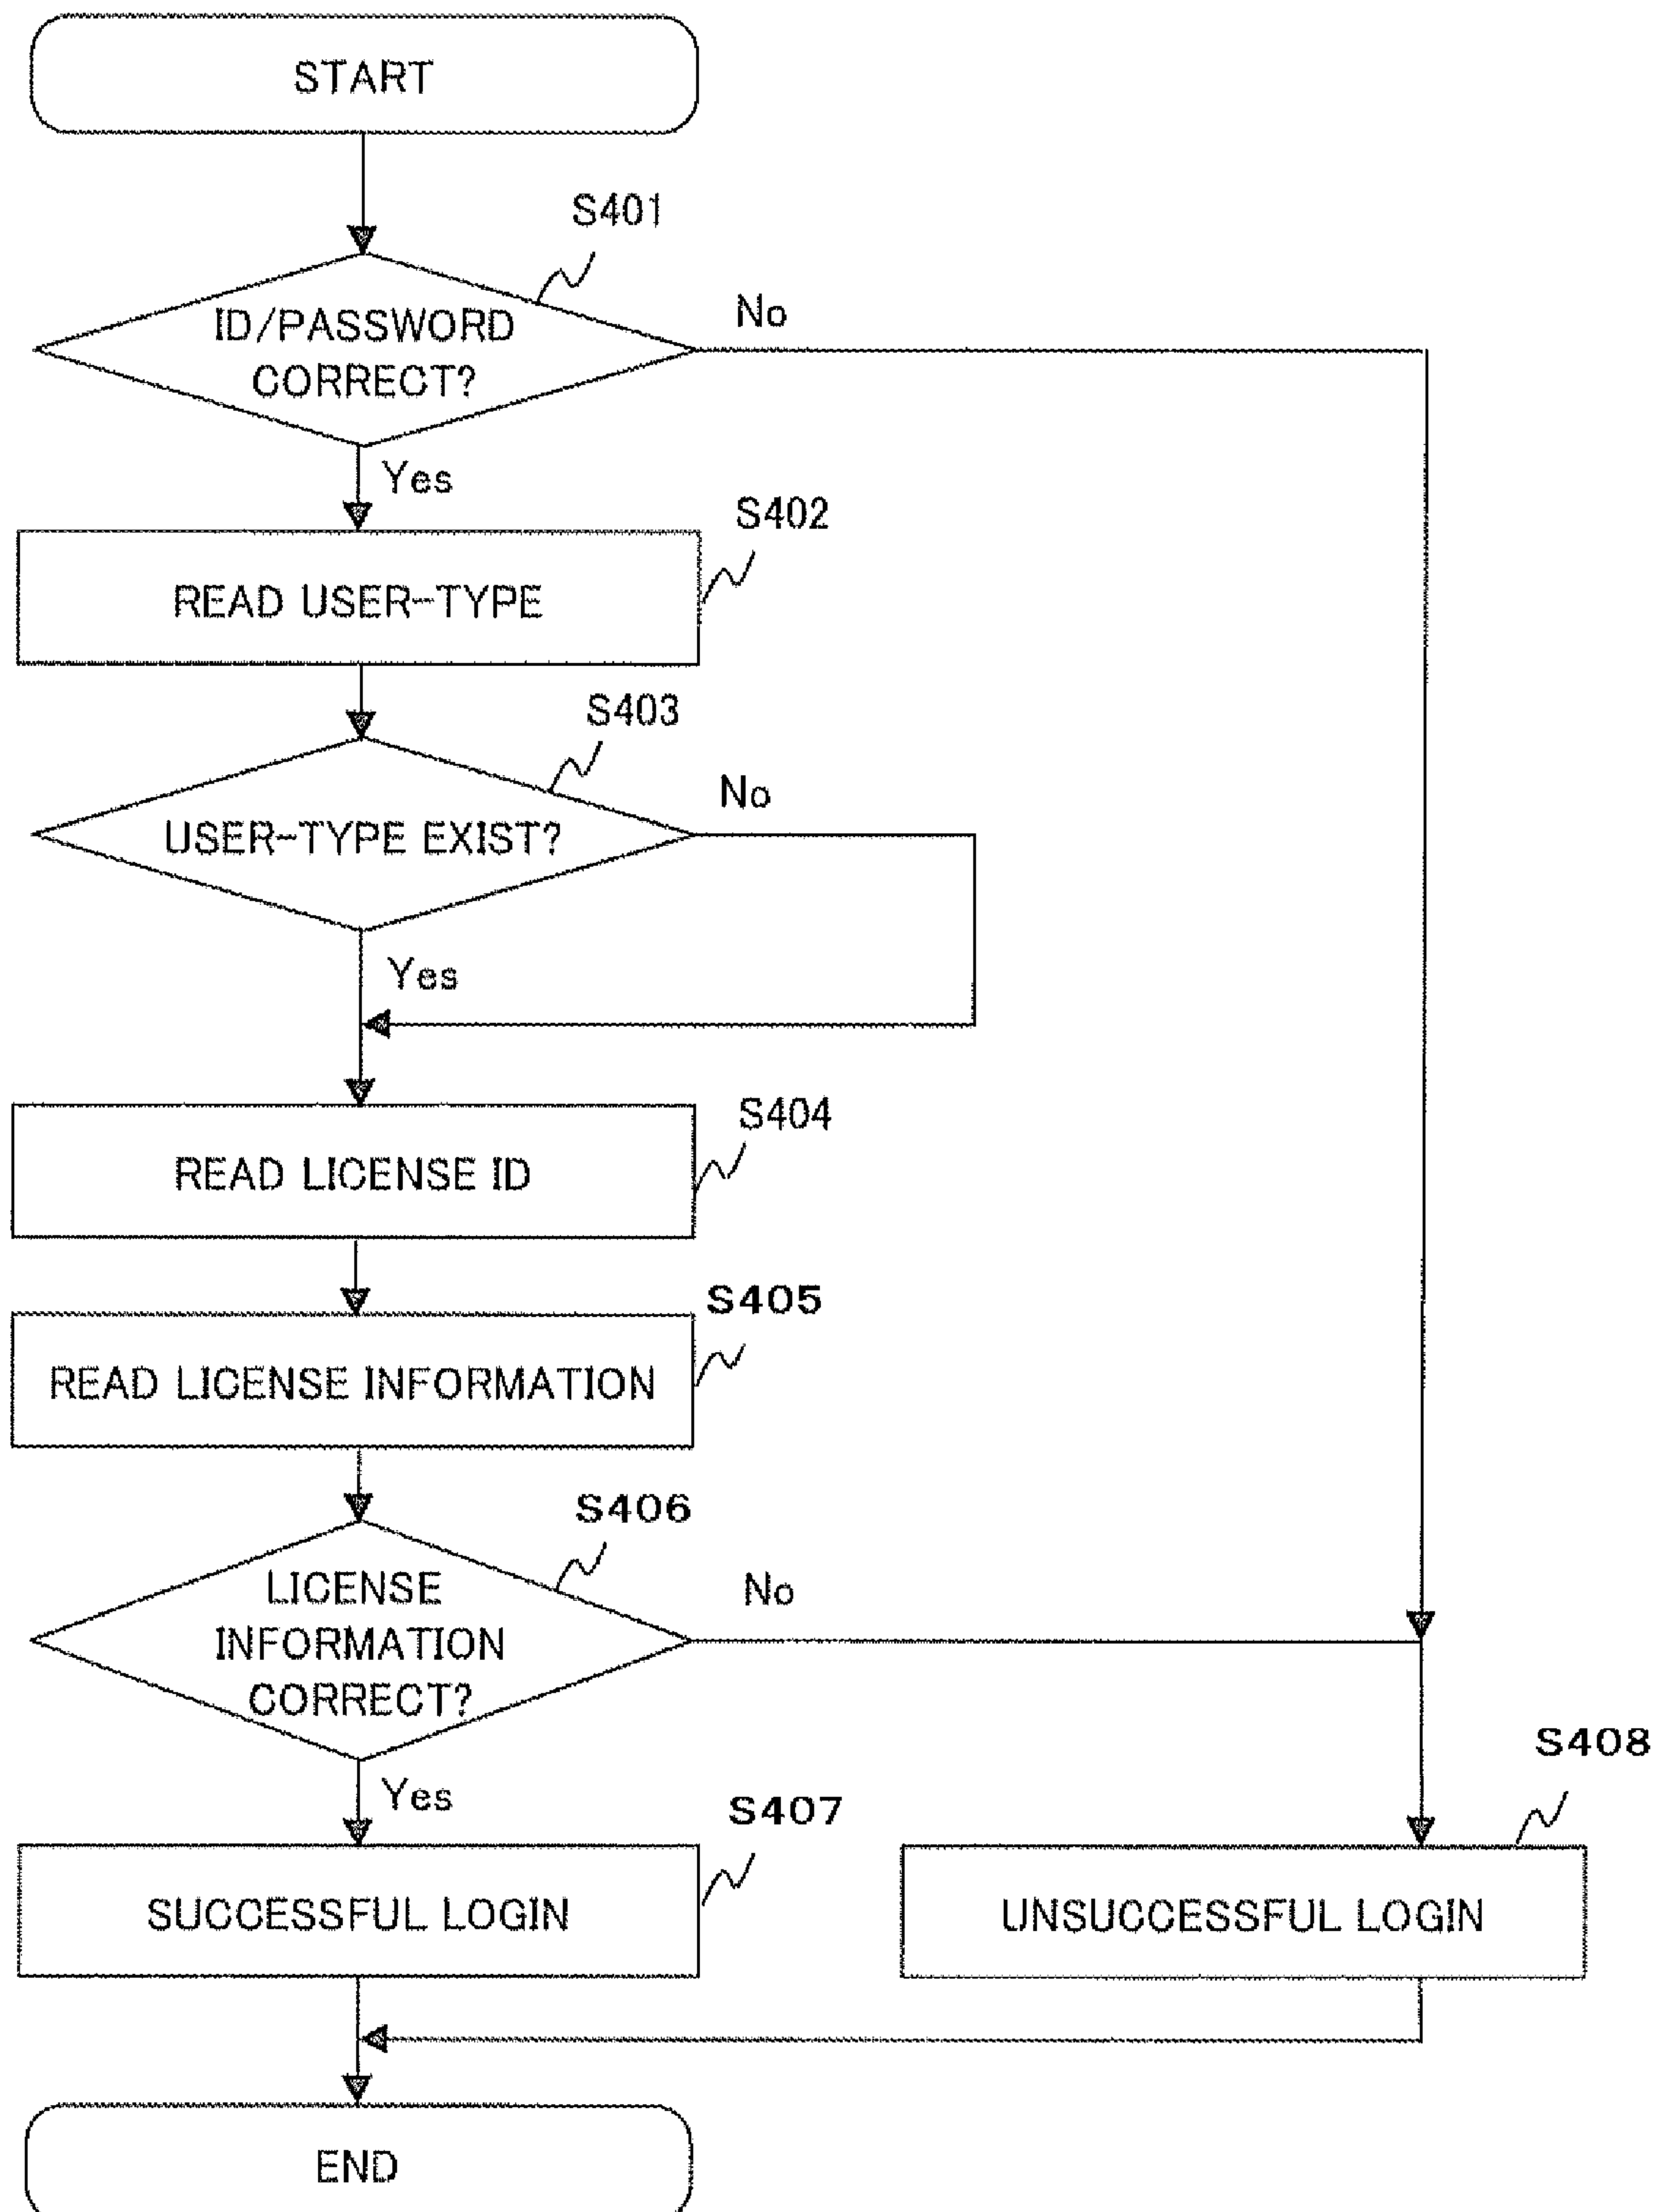 START
S401
ID/PASSWORD
CORRECT?
No
Yes
S402
READ USER-TYPE
S403
USER-TYPE EXIST?
No
Yes
S404
READ LICENSE ID
S405
READ LICENSE INFORMATION
S406
LICENSE
INFORMATION
CORRECT?
No
Yes
S407
SUCCESSFUL LOGIN
S408
UNSUCCESSFUL LOGIN
END